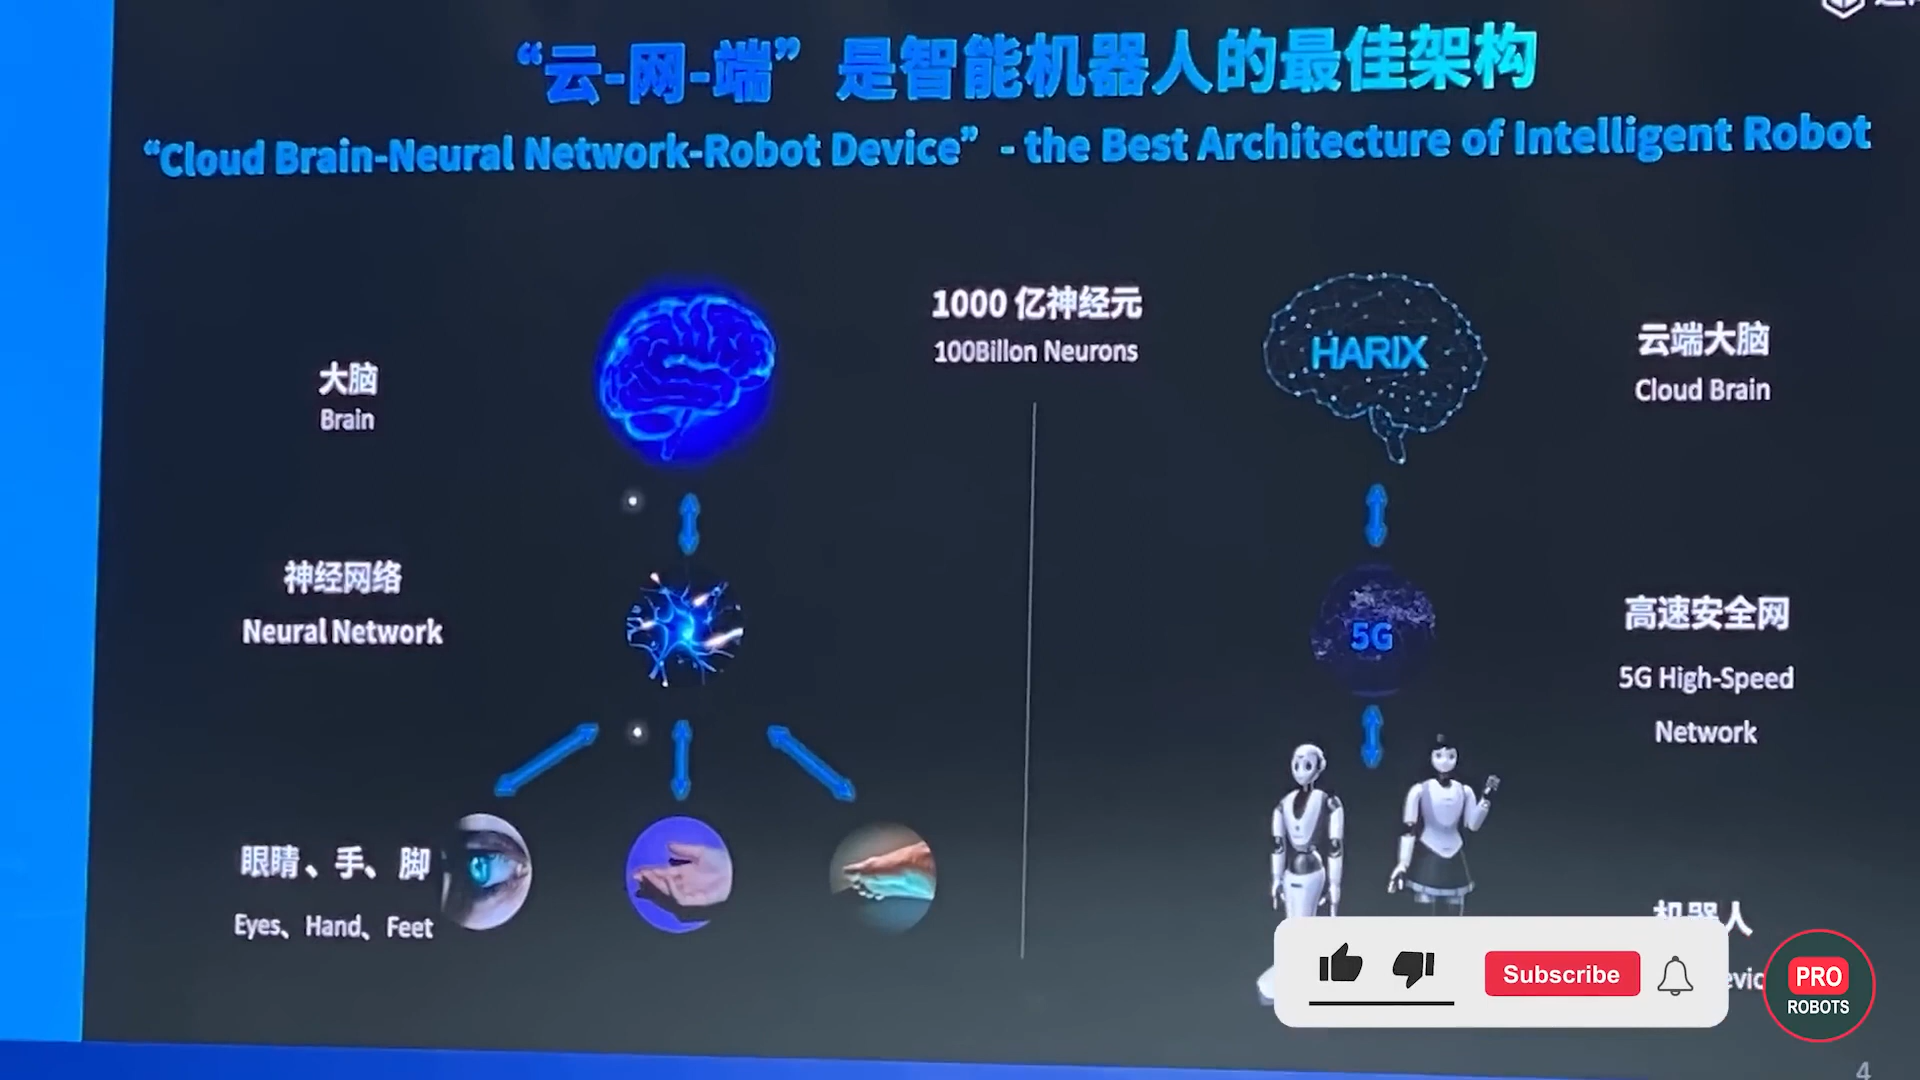 “云-网-端” 是智能机器人的最佳架构
“Cloud Brain-Neural Network-Robot Device” - the Best Architecture of Intelligent Robot
1000 亿神经元
100Billon Neurons
大脑
Brain
神经网络
Neural Network
眼睛、手、脚
Eyes、Hand、Feet
HARIX
云端大脑
Cloud Brain
5G
高速安全网
5G High-Speed
Network
机器人
Subscribe
PRO
ROBOTS
4